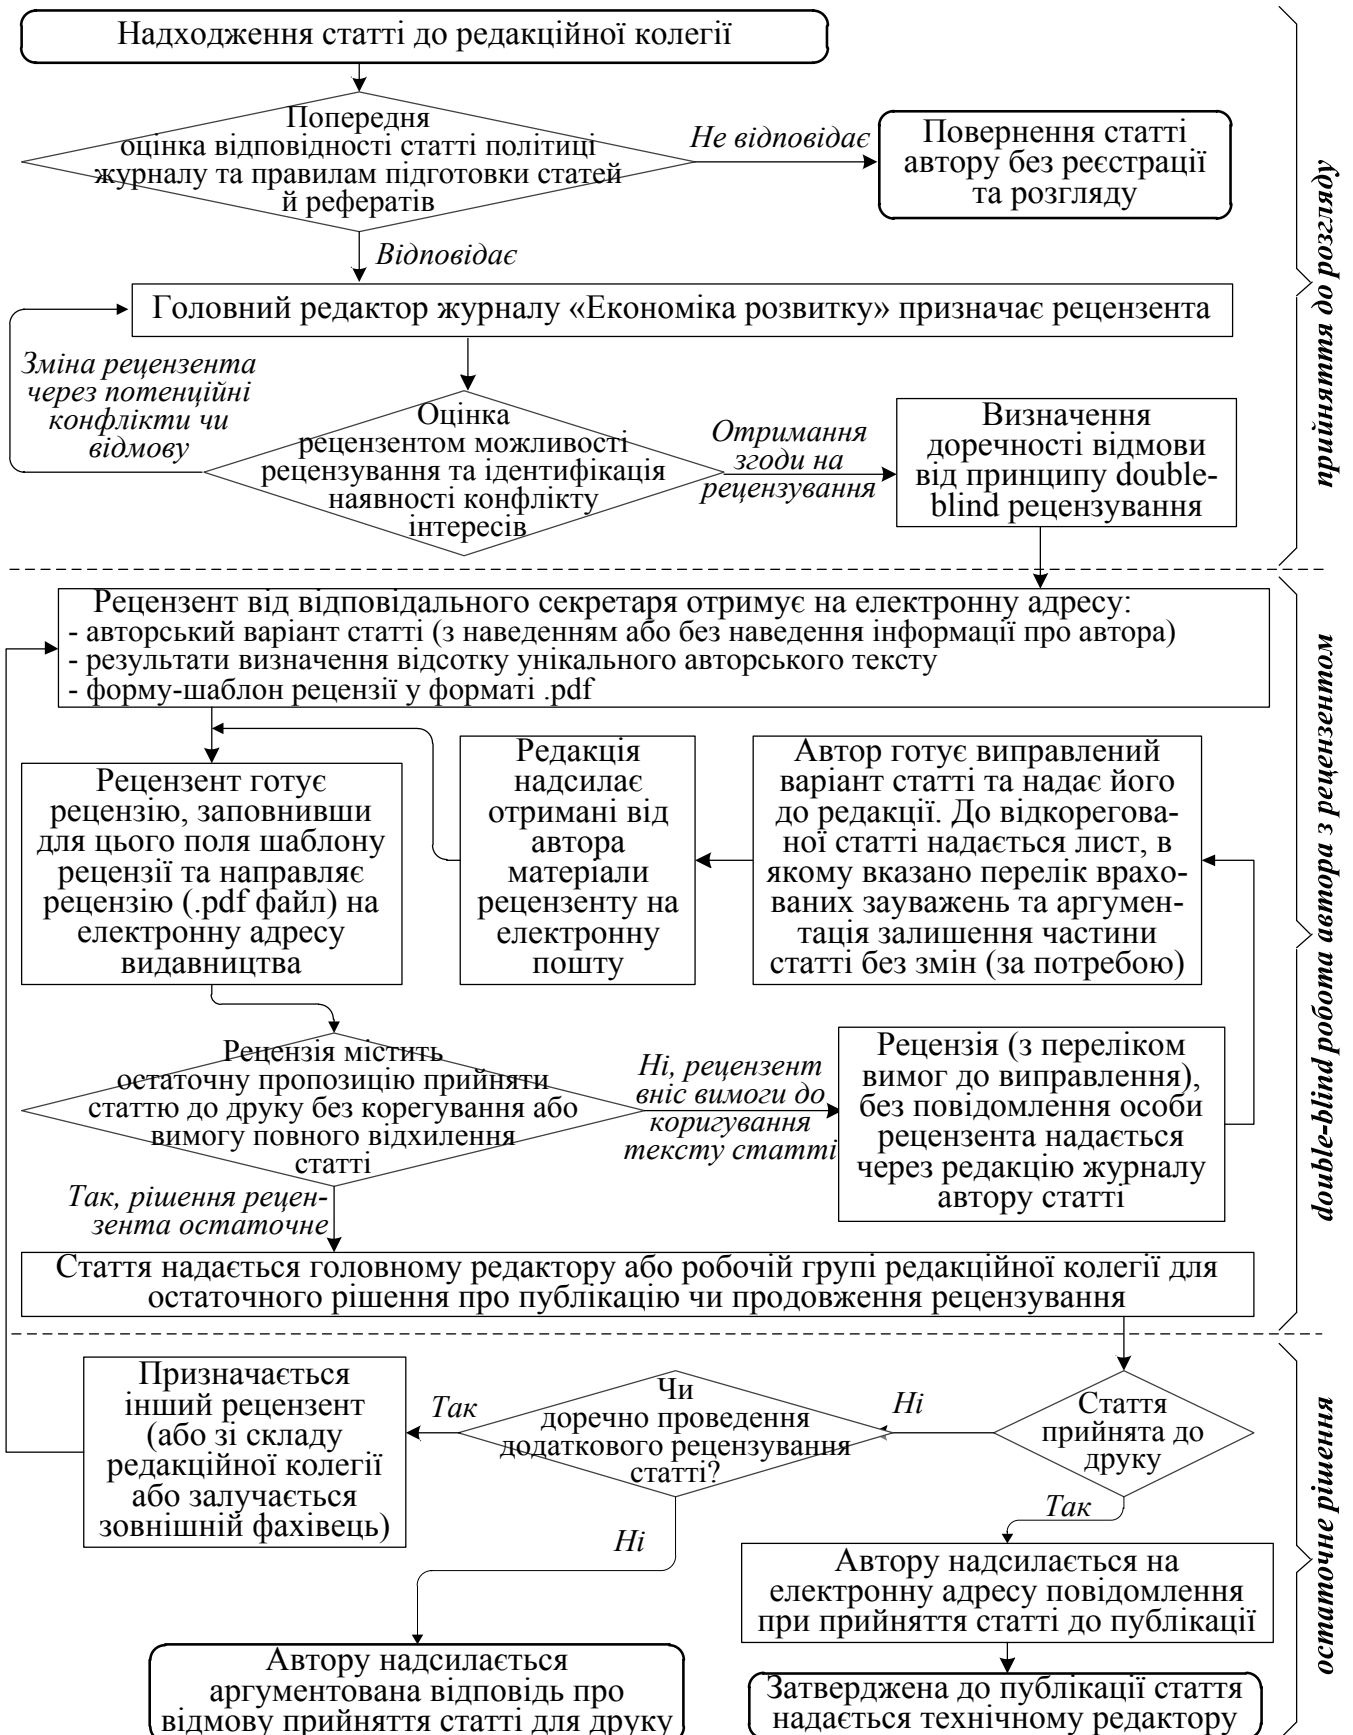 Надходження статті до редакційної колегії
Попередня
оцінка відповідності статті політиці
журналу та правилам підготовки статей
й рефератів
Не відповідає
Повернення статті
автору без реєстрації
та розгляду
Відповідає
Головний редактор журналу «Економіка розвитку» призначає рецензента
Зміна рецензента
через потенційні
конфлікти чи
відмову
Оцінка
рецензентом можливості
рецензування та ідентифікація
наявності конфлікту
інтересів
Отримання
згоди на
рецензування
Визначення
доречності відмови
від принципу double-
blind рецензування
прийняття до розгляду
Рецензент від відповідального секретаря отримує на електронну адресу:
- авторський варіант статті (з наведенням або без наведення інформації про автора)
- результати визначення відсотку унікального авторського тексту
- форму-шаблон рецензії у форматі .pdf
Рецензент готує
рецензію, заповнивши
для цього поля шаблону
рецензії та направляє
рецензію (.pdf файл) на
електронну адресу
видавництва
Редакція
надсилає
отримані від
автора
матеріали
рецензенту на
електронну
пошту
Автор готує виправлений
варіант статті та надає його
до редакції. До відкорегова-
ної статті надається лист, в
якому вказано перелік врахо-
ваних зауважень та аргумен-
тація залишення частини
статті без змін (за потребою)
Рецензія містить
остаточну пропозицію прийняти
статтю до друку без корегування або
вимогу повного відхилення
статті
Ні, рецензент
вніс вимоги до
коригування
тексту статті
Рецензія (з переліком
вимог до виправлення),
без повідомлення особи
рецензента надається
через редакцію журналу
автору статті
Так, рішення рецен-
зента остаточне
Стаття надається головному редактору або робочій групі редакційної колегії для
остаточного рішення про публікацію чи продовження рецензування
double-blind робота автора з рецензентом
Призначається
інший рецензент
(або зі складу
редакційної колегії
або залучається
зовнішній фахівець)
Так
Чи
доречно проведення
додаткового рецензування
статті?
Ні
Стаття
прийнята до
друку
Ні
Так
Автору надсилається на
електронну адресу повідомлення
при прийняття статті до публікації
Автору надсилається
аргументована відповідь про
відмову прийняття статті для друку
Затверджена до публікації стаття
надається технічному редактору
остаточне рішення